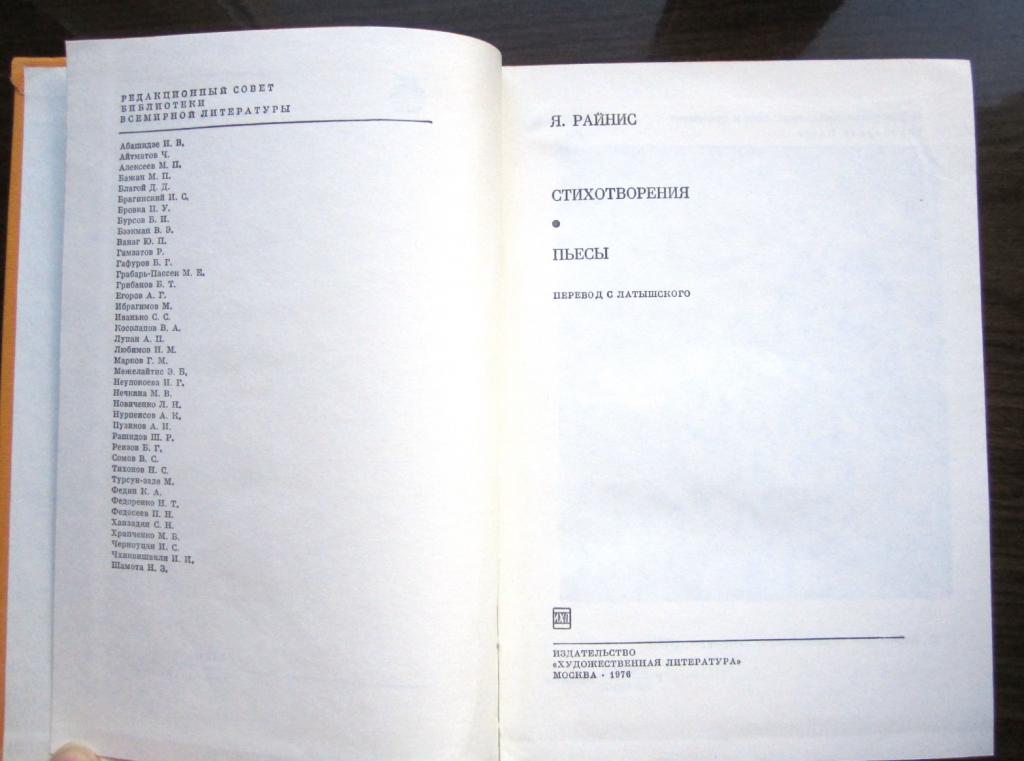 РЕДАКЦИОННЫЙ СОВЕТ
БИБЛИОТЕКИ
ВСЕМИРНОЙ ЛИТЕРАТУРЫ
Абашидзе И. В.
Айтматов Ч.
Алексеев М. П.
Бажан М. П.
Благой Д. Д.
Брагинский И. С.
Бровка П. У.
Бурсов Б. И.
Бээкман В. Э.
Ванаг Ю. П.
Гамзатов Р.
Гафуров Б. Г.
Грабарь-Пассек М. Е.
Грибанов Б. Т.
Егоров А. Г.
Ибрагимов М.
Иванько С. С.
Косолапов В. А.
Лупан А. П.
Любимов Н. М.
Марков Г. М.
Межелайтис Э. Б.
Неупокоева И. Г.
Нечкина М. В.
Новиченко Л. Н.
Нурпеисов А. К.
Пузиков А. И.
Рашидов Ш. Р.
Реизов Б. Г.
Сомов В. С.
Тихонов Н. С.
Турсун-заде М.
Федин К. А.
Федоренко Н. Т.
Федосеев П. Н.
Ханзадян С. Н.
Храпченко М. Б.
Черноуцан И. С.
Чхиквишвили И. И.
Шамота Н. З.
Я. РАЙНИС
СТИХОТВОРЕНИЯ
•
ПЬЕСЫ
ПЕРЕВОД С ЛАТЫШСКОГО
ИХЛ
ИЗДАТЕЛЬСТВО
«ХУДОЖЕСТВЕННАЯ ЛИТЕРАТУРА»
МОСКВА · 1976